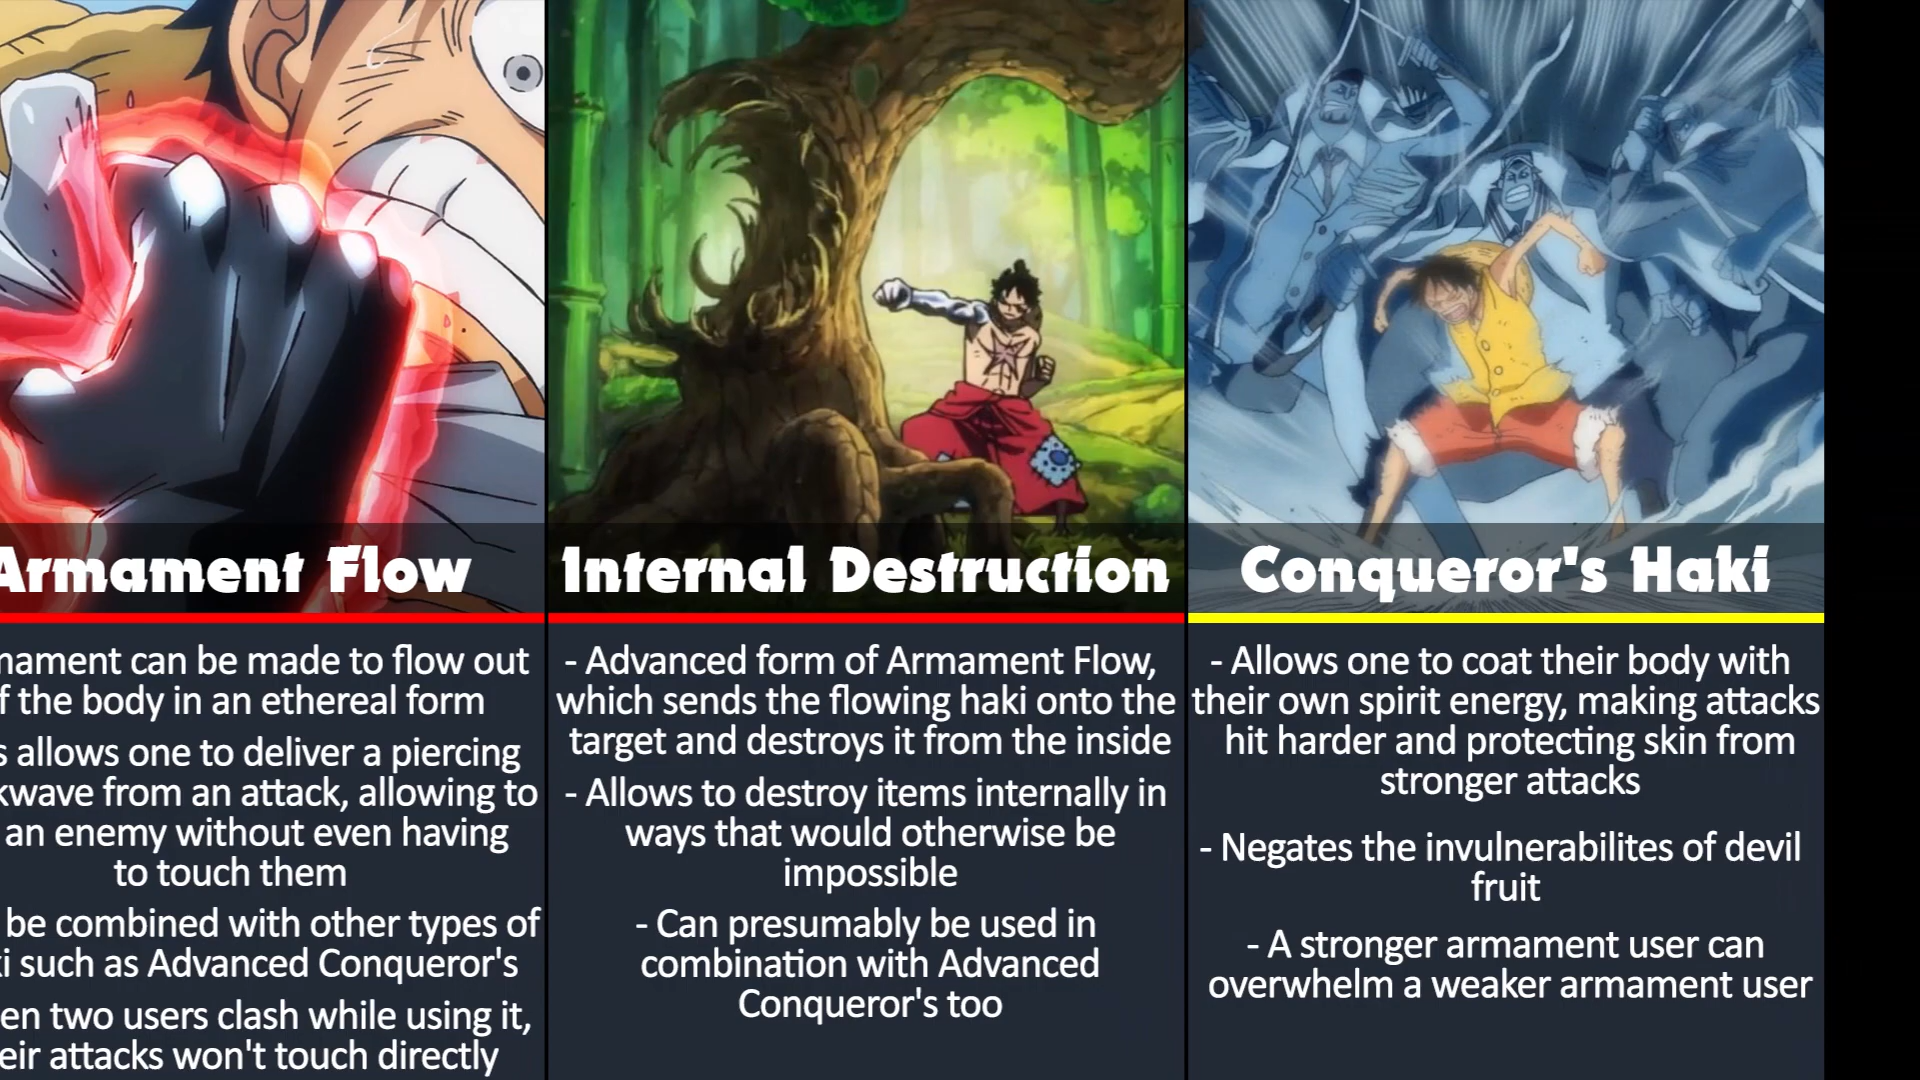 Armament Flow
mament can be made to flow out
f the body in an ethereal form
s allows one to deliver a piercing
kwave from an attack, allowing to
an enemy without even having
to touch them
be combined with other types of
ki such as Advanced Conqueror's
en two users clash while using it,
eir attacks won't touch directly
Internal Destruction
- Advanced form of Armament Flow,
which sends the flowing haki onto the
target and destroys it from the inside
- Allows to destroy items internally in
ways that would otherwise be
impossible
- Can presumably be used in
combination with Advanced
Conqueror's too
Conqueror's Haki
- Allows one to coat their body with
their own spirit energy, making attacks
hit harder and protecting skin from
stronger attacks
- Negates the invulnerabilites of devil
fruit
- A stronger armament user can
overwhelm a weaker armament user